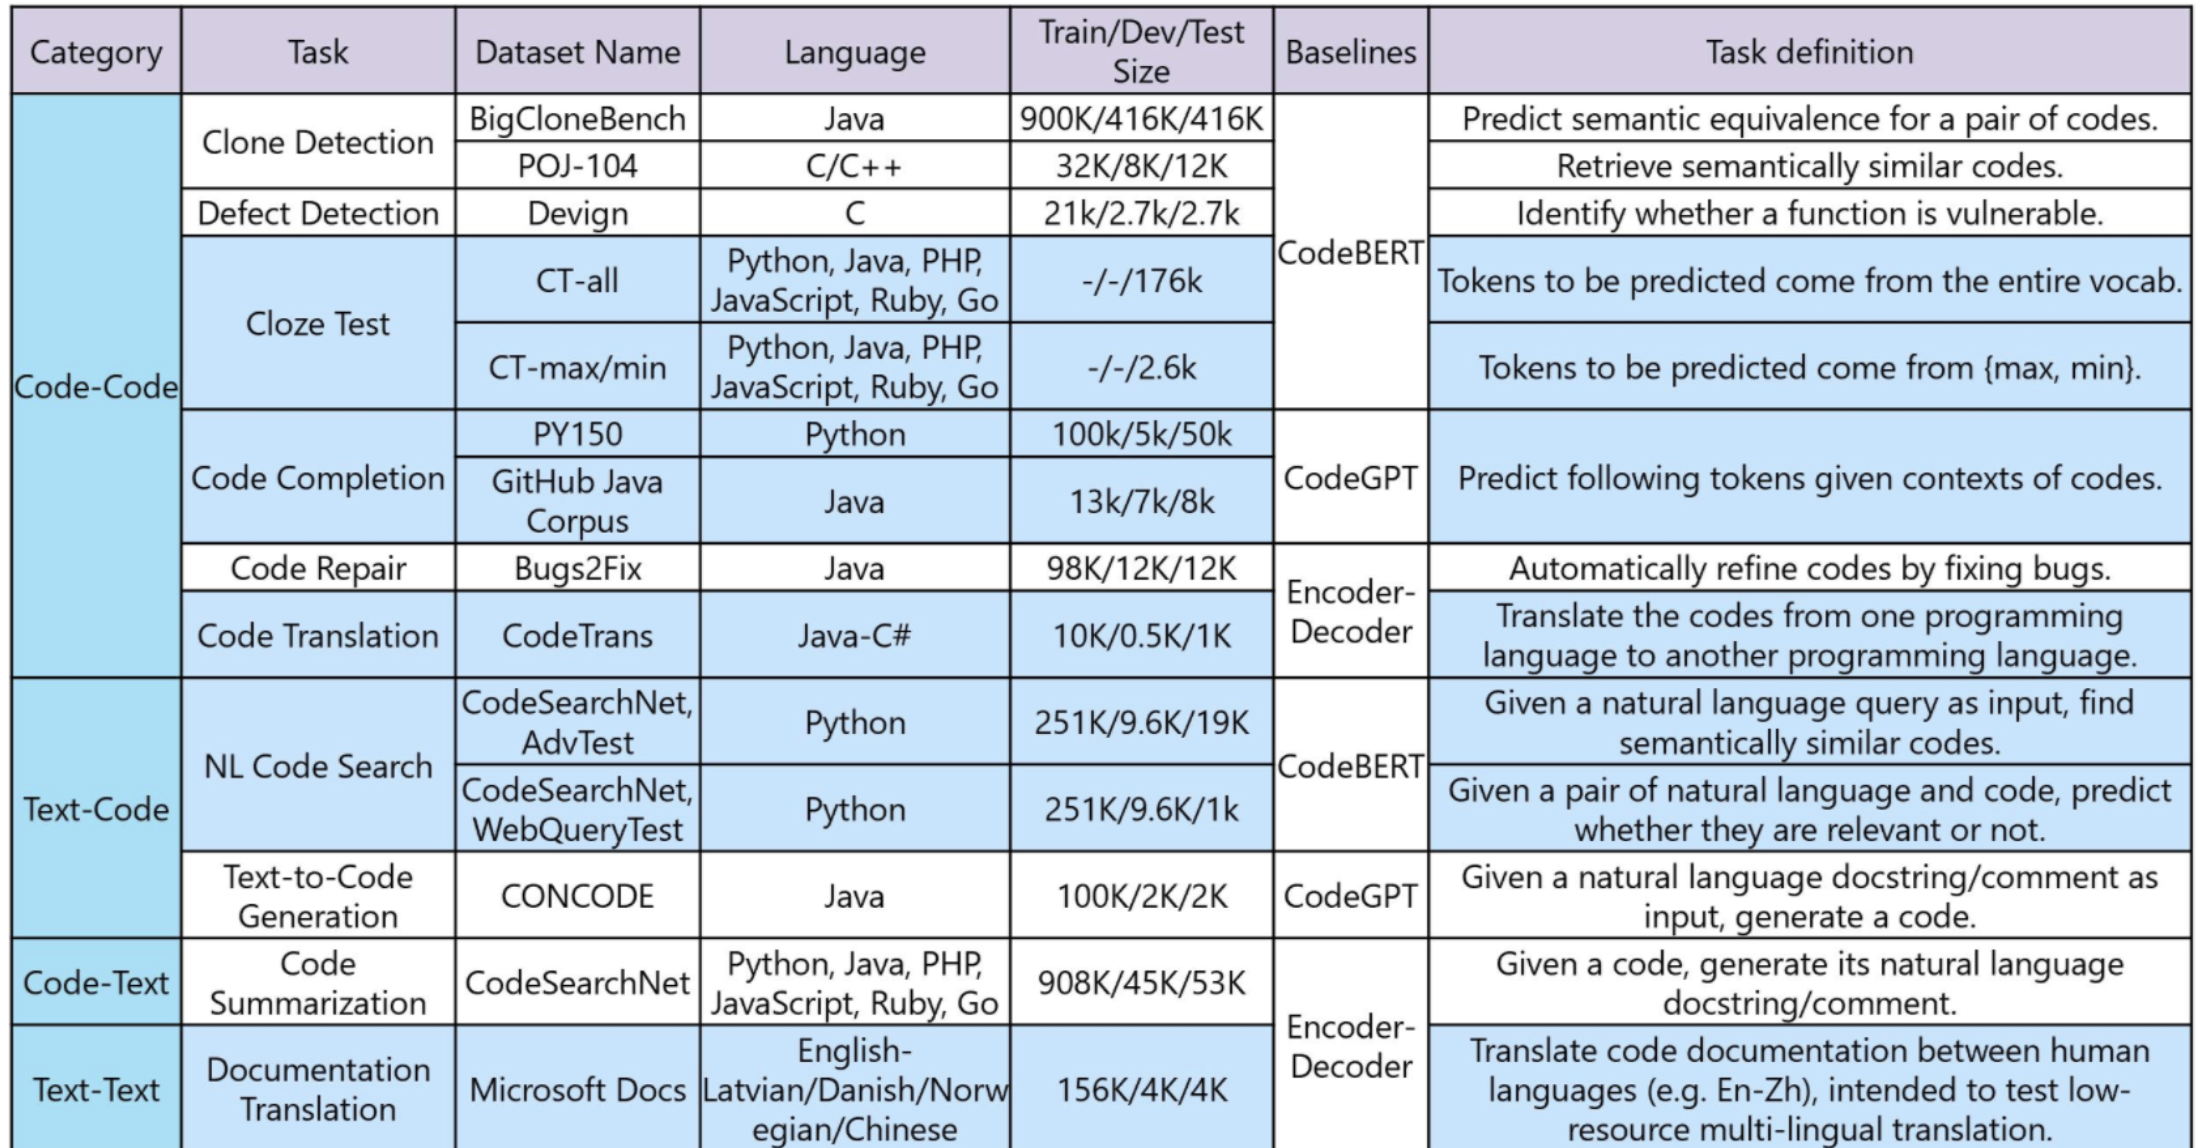 Category Task Dataset Name Language Train/Dev/Test Size Baselines Task definition
Code-Code
Clone Detection
BigCloneBench Java 900K/416K/416K
CodeBERT
Predict semantic equivalence for a pair of codes.
POJ-104 C/C++ 32K/8K/12K Retrieve semantically similar codes.
Defect Detection Devign C 21k/2.7k/2.7k Identify whether a function is vulnerable.
Cloze Test
CT-all
Python, Java, PHP,
JavaScript, Ruby, Go
-/-/176k
Tokens to be predicted come from the entire vocab.
CT-max/min
Python, Java, PHP,
JavaScript, Ruby, Go
-/-/2.6k
Tokens to be predicted come from {max, min}.
Code Completion
PY150 Python 100k/5k/50k
CodeGPT
Predict following tokens given contexts of codes.
GitHub Java
Corpus
Java 13k/7k/8k
Code Repair Bugs2Fix Java 98K/12K/12K
Encoder-
Decoder
Automatically refine codes by fixing bugs.
Code Translation CodeTrans Java-C# 10K/0.5K/1K
Translate the codes from one programming
language to another programming language.
Text-Code
NL Code Search
CodeSearchNet,
AdvTest
Python 251K/9.6K/19K
CodeBERT
Given a natural language query as input, find
semantically similar codes.
CodeSearchNet,
WebQueryTest
Python 251K/9.6K/1k
Given a pair of natural language and code, predict
whether they are relevant or not.
Text-to-Code
Generation
CONCODE Java 100K/2K/2K CodeGPT
Given a natural language docstring/comment as
input, generate a code.
Code-Text
Code
Summarization
CodeSearchNet
Python, Java, PHP,
JavaScript, Ruby, Go
908K/45K/53K
Encoder-
Decoder
Given a code, generate its natural language
docstring/comment.
Text-Text
Documentation
Translation
Microsoft Docs
English-
Latvian/Danish/Norw
egian/Chinese
156K/4K/4K
Translate code documentation between human
languages (e.g. En-Zh), intended to test low-
resource multi-lingual translation.